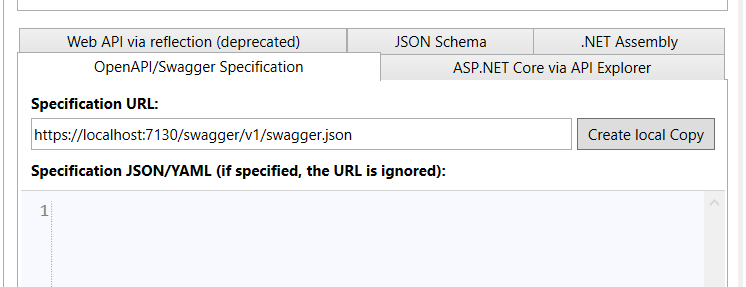 Web API via reflection (deprecated) JSON Schema .NET Assembly
OpenAPI/Swagger Specification ASP.NET Core via API Explorer
Specification URL:
https://localhost:7130/swagger/v1/swagger.json Create local Copy
Specification JSON/YAML (if specified, the URL is ignored):
1